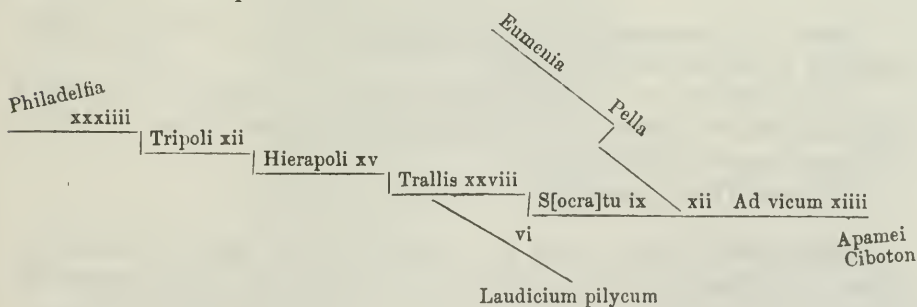 Eumenia
Philadelfia
xxxiiii
Pella
Tripoli xii
Hierapoli xv
Trallis xxviii
S[ocra]tu ix xii Ad vicum xiiii
vi
Apamei
Ciboton
Laudicium pilycum